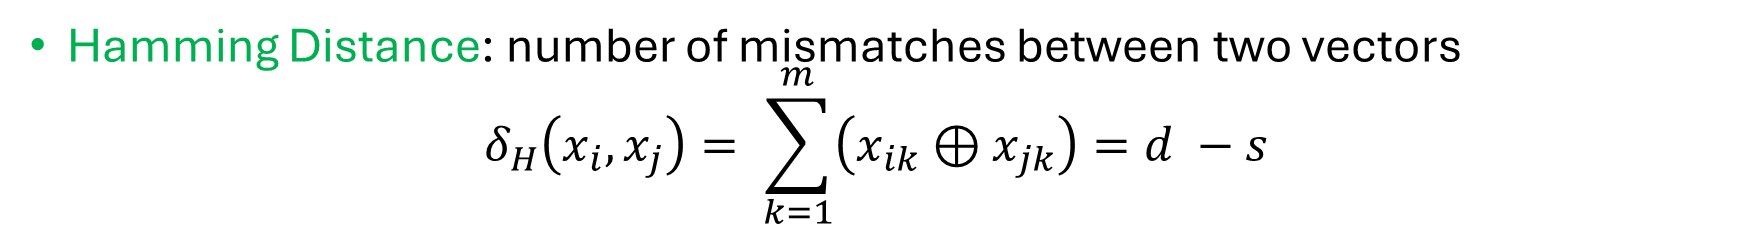 • Hamming Distance: number of mismatches between two vectors
δ_H(x_i, x_j) = ∑_{k=1}^{m} (x_{ik} ⊕ x_{jk}) = d − s